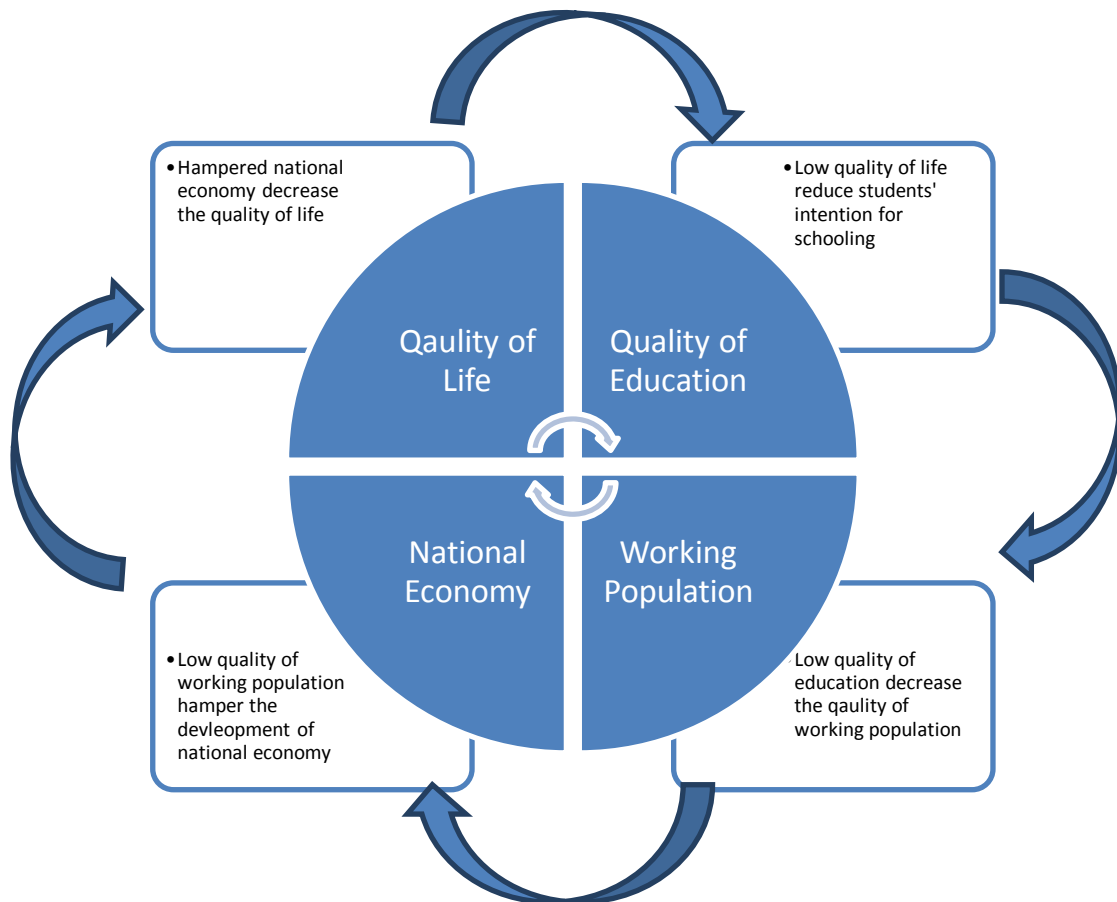 •Hampered national
economy decrease
the quality of life
•Low quality of life
reduce students'
intention for
schooling
Qaulity of
Life
Quality of
Education
National
Economy
Working
Population
•Low quality of
working population
hamper the
devleopment of
national economy
Low quality of
education decrease
the qaulity of
working population